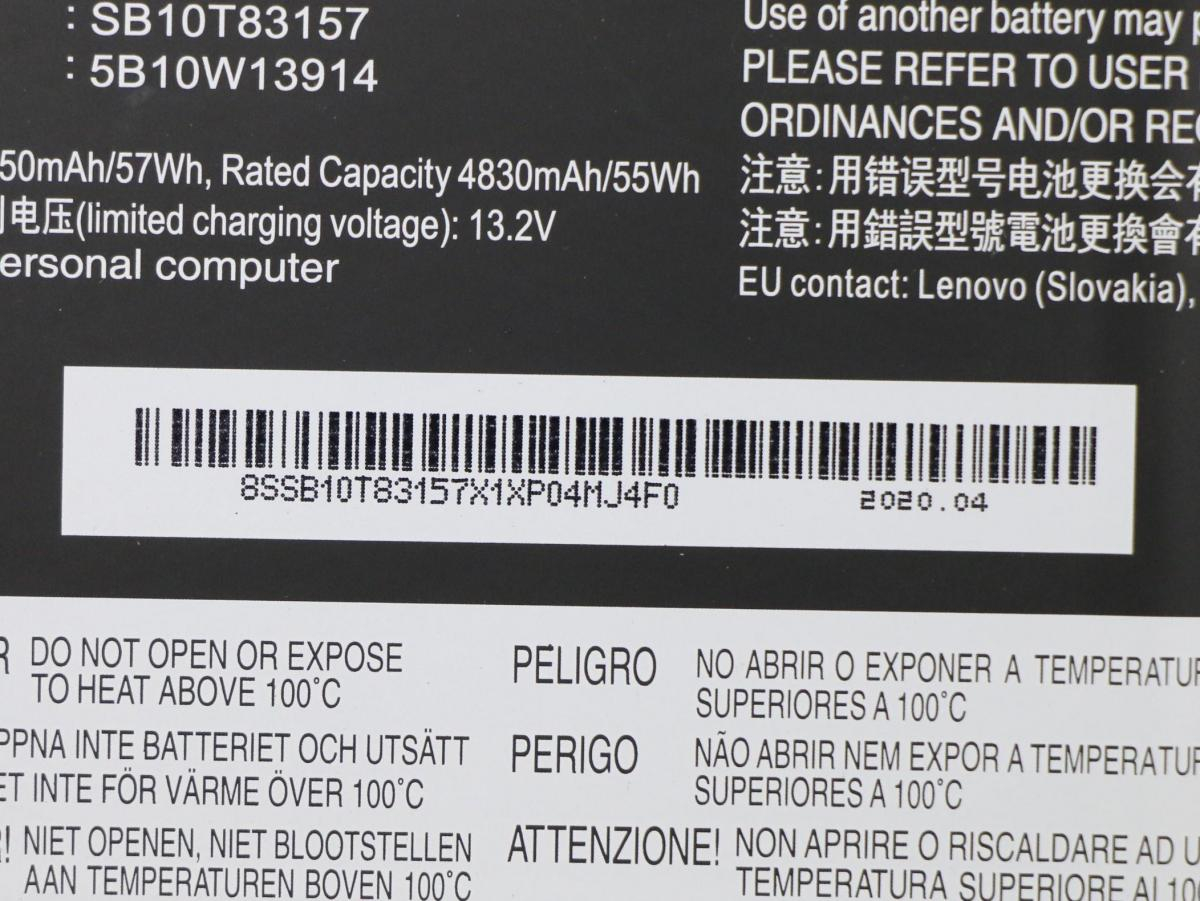 : SB10T83157
: 5B10W13914
50mAh/57Wh, Rated Capacity 4830mAh/55Wh
电压(limited charging voltage): 13.2V
ersonal computer
Use of another battery may
PLEASE REFER TO USER
ORDINANCES AND/OR REC
注意:用错误型号电池更换会有
注意:用錯誤型號電池更換會有
EU contact: Lenovo (Slovakia),
8SSB10T83157X1XP04MJ4F0
2020.04
R DO NOT OPEN OR EXPOSE
TO HEAT ABOVE 100°C
PPNA INTE BATTERIET OCH UTSÄTT
ET INTE FÖR VÄRME ÖVER 100°C
R! NIET OPENEN, NIET BLOOTSTELLEN
AAN TEMPERATUREN BOVEN 100°C
PELIGRO NO ABRIR O EXPONER A TEMPERATUR
SUPERIORES A 100°C
PERIGO NÃO ABRIR NEM EXPOR A TEMPERATUR
SUPERIORES A 100°C
ATTENZIONE! NON APRIRE O RISCALDARE AD U
TEMPERATURA SUPERIORE AI 100